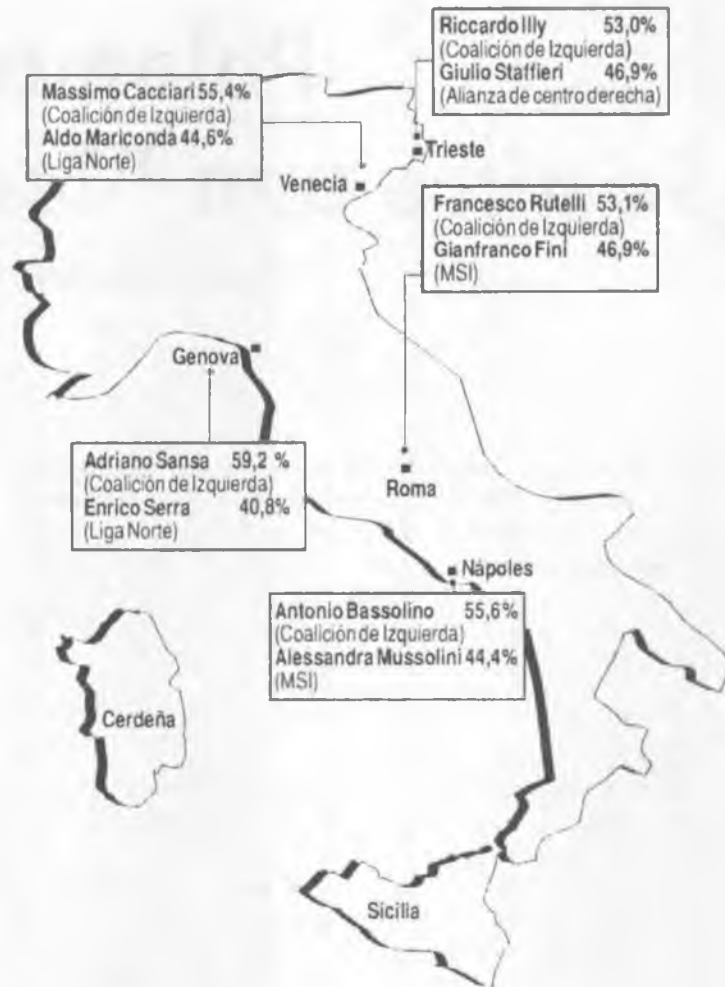 Riccardo Illy 53,0%
(Coalición de Izquierda)
Giulio Staffieri 46,9%
(Alianza de centro derecha)
Massimo Cacciari 55,4%
(Coalición de Izquierda)
Aldo Mariconda 44,6%
(Liga Norte)
Trieste
Venecia
Francesco Rutelli 53,1%
(Coalición de Izquierda)
Gianfranco Fini 46,9%
(MSI)
Genova
Adriano Sansa 59,2 %
(Coalición de Izquierda)
Enrico Serra 40,8%
(Liga Norte)
Roma
Nápoles
Antonio Bassolino 55,6%
(Coalición de Izquierda)
Alessandra Mussolini 44,4%
(MSI)
Cerdeña
Sicilia